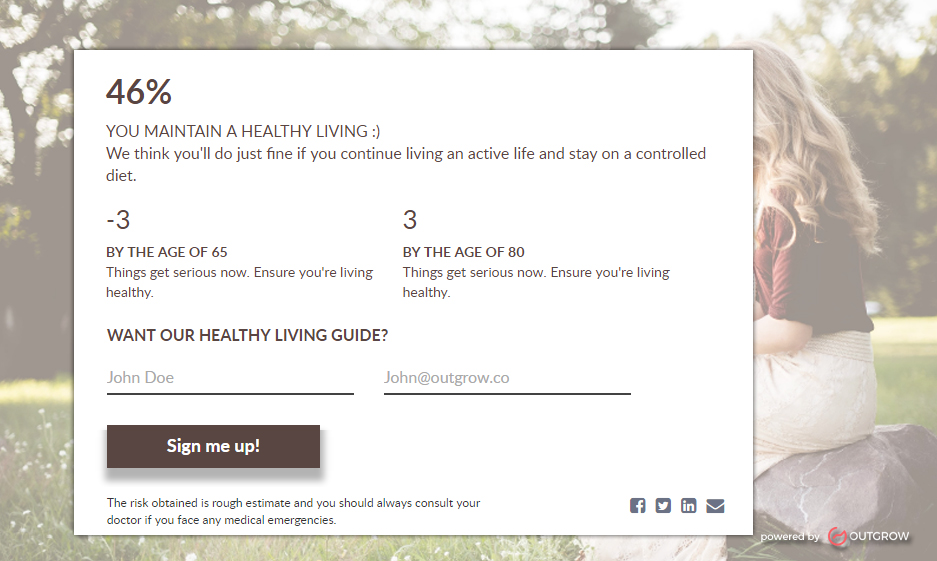 46%
YOU MAINTAIN A HEALTHY LIVING :)
We think you'll do just fine if you continue living an active life and stay on a controlled
diet.
-3
BY THE AGE OF 65
Things get serious now. Ensure you're living
healthy.
3
BY THE AGE OF 80
Things get serious now. Ensure you're living
healthy.
WANT OUR HEALTHY LIVING GUIDE?
John Doe
John@outgrow.co
Sign me up!
The risk obtained is rough estimate and you should always consult your
doctor if you face any medical emergencies.
powered by OUTGROW